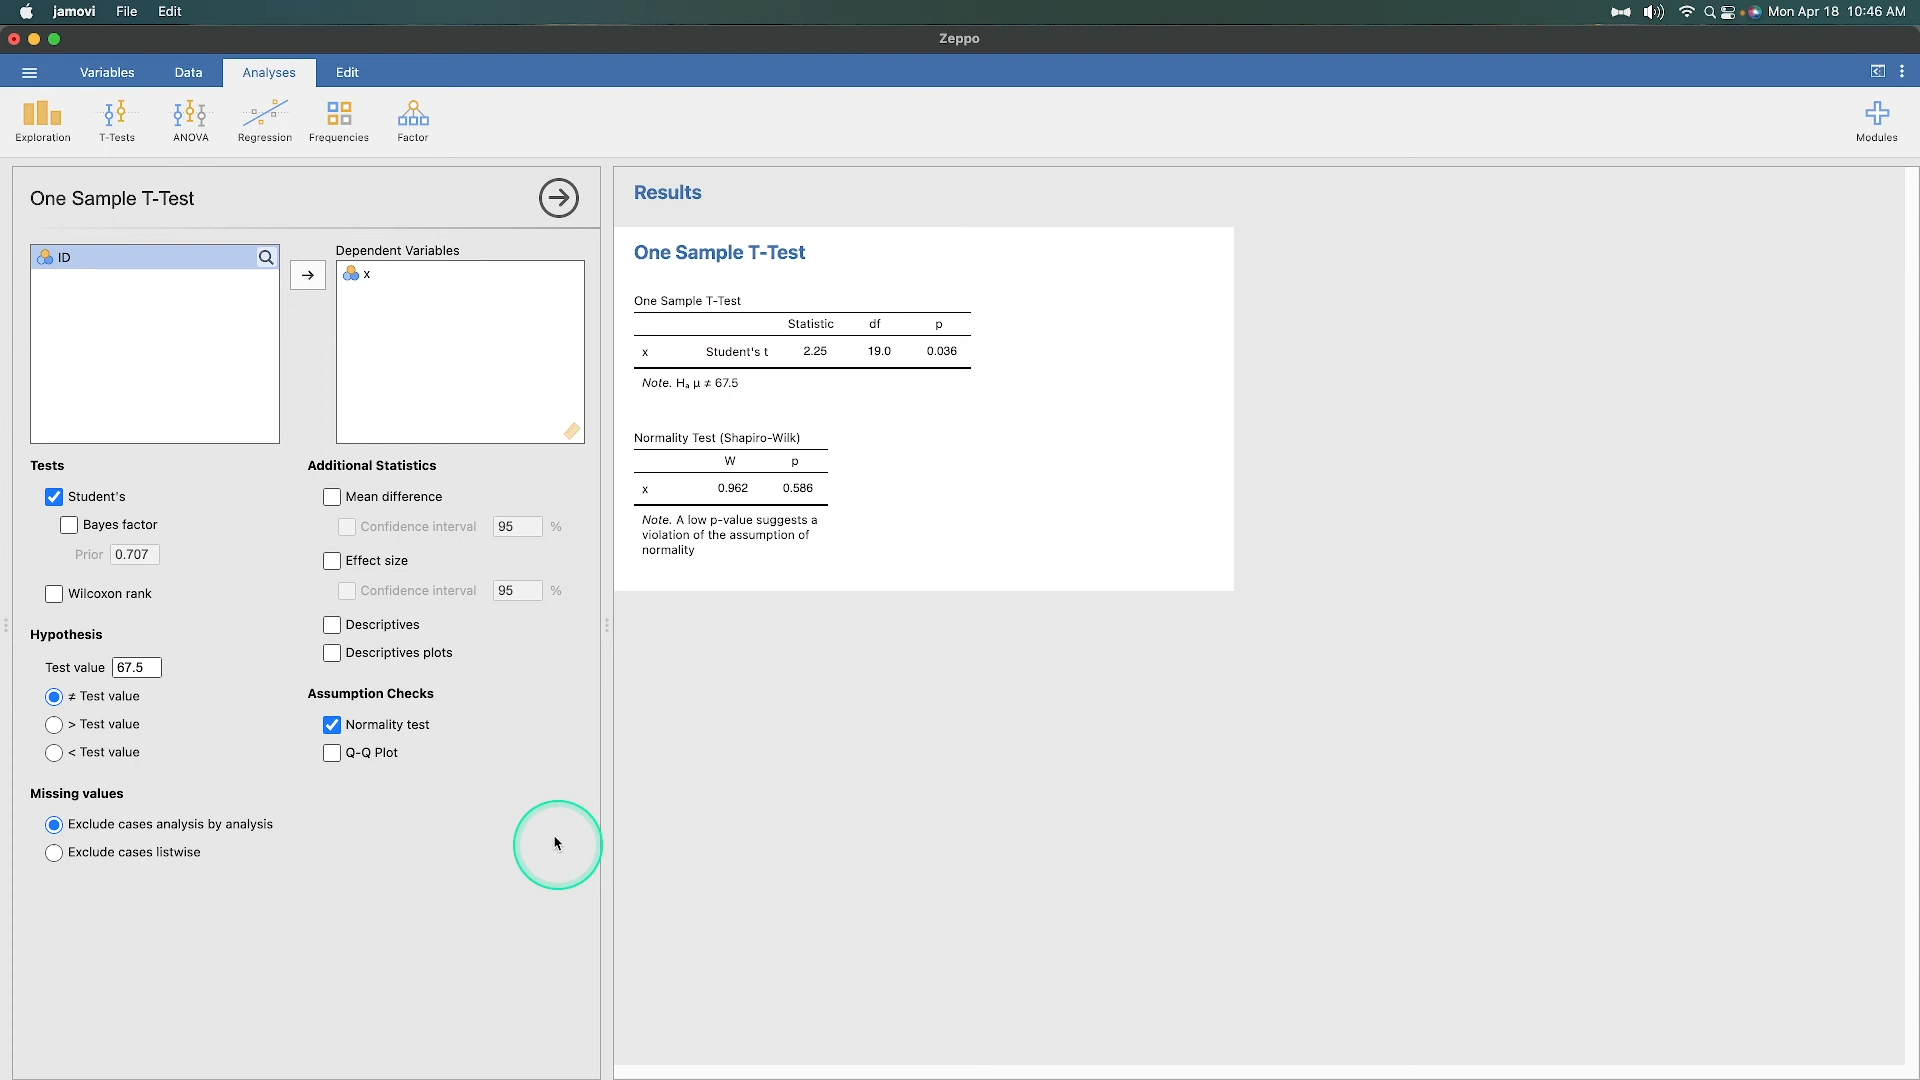 jamovi File Edit Mon Apr 18 10:46 AM
Zeppo
Variables Data Analyses Edit
Exploration T-Tests ANOVA Regression Frequencies Factor Modules
One Sample T-Test
ID
Dependent Variables
x
Tests
Student's
Bayes factor
Prior 0.707
Wilcoxon rank
Hypothesis
Test value 67.5
≠ Test value
> Test value
< Test value
Missing values
Exclude cases analysis by analysis
Exclude cases listwise
Additional Statistics
Mean difference
Confidence interval 95 %
Effect size
Confidence interval 95 %
Descriptives
Descriptives plots
Assumption Checks
Normality test
Q-Q Plot
Results
One Sample T-Test
One Sample T-Test
Statistic df p
x Student's t 2.25 19.0 0.036
Note. Hₐ μ ≠ 67.5
Normality Test (Shapiro-Wilk)
W p
x 0.962 0.586
Note. A low p-value suggests a
violation of the assumption of
normality